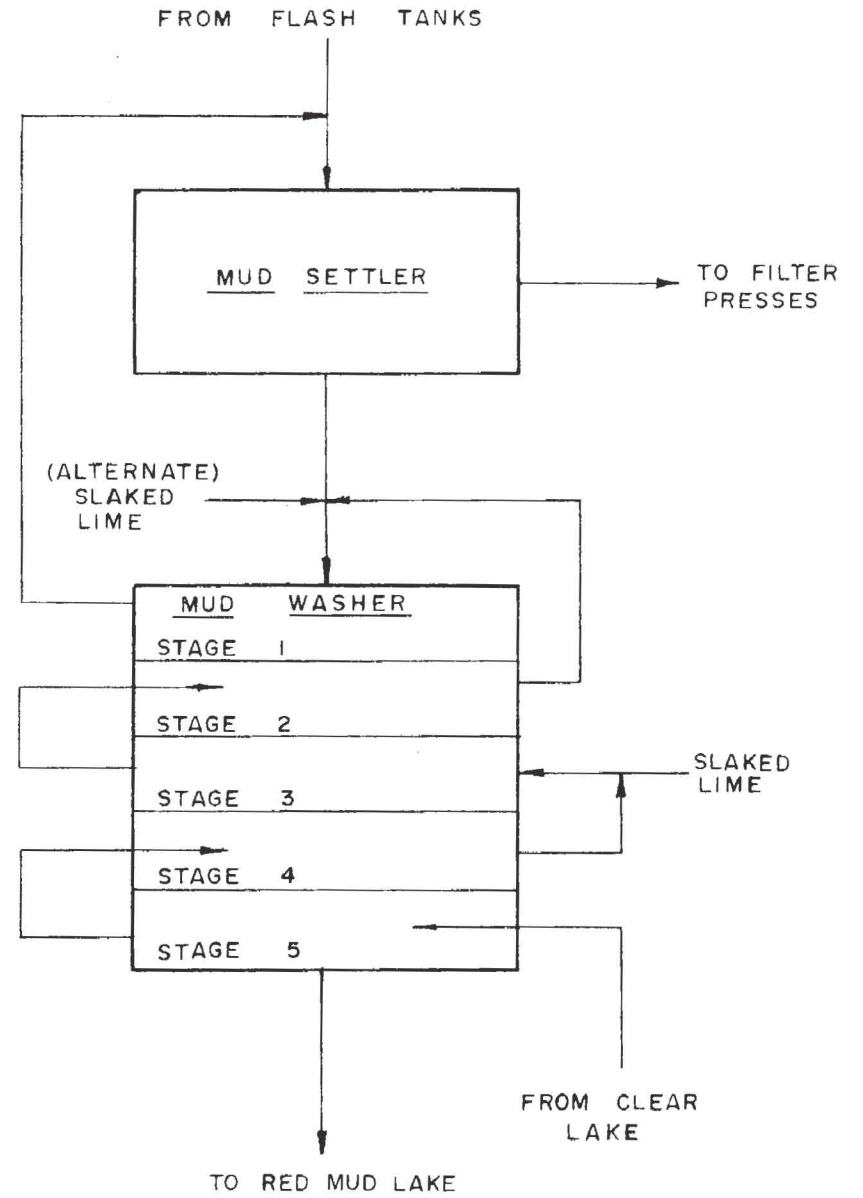 FROM FLASH TANKS
MUD SETTLER
TO FILTER
PRESSES
(ALTERNATE)
SLAKED
LIME
MUD WASHER
STAGE 1
STAGE 2
SLAKED
LIME
STAGE 3
STAGE 4
STAGE 5
FROM CLEAR
LAKE
TO RED MUD LAKE